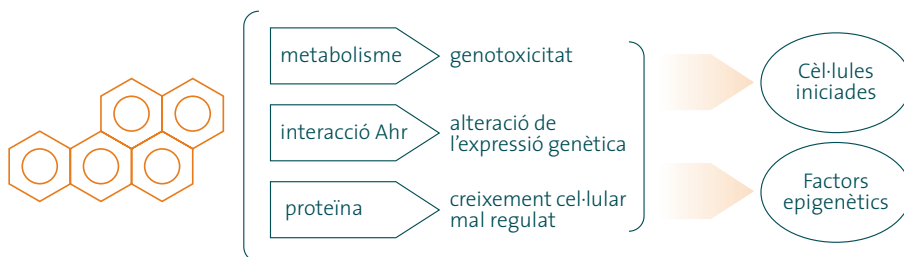 metabolisme
genotoxicitat
interacció Ahr
alteració de
l'expressió genètica
proteïna
creixement cel·lular
mal regulat
Cèl·lules
iniciades
Factors
epigenètics